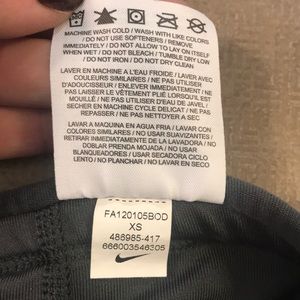 MACHINE WASH COLD / WASH WITH LIKE COLORS
/ DO NOT USE SOFTENERS / REMOVE
IMMEDIATELY / DO NOT ALLOW TO LAY ON ITSELF
WHEN WET / DO NOT BLEACH / TUMBLE DRY LOW
/ DO NOT IRON / DO NOT DRY CLEAN
LAVER EN MACHINE A L'EAU FROIDE / LAVER AVEC
COULEURS SIMILAIRES / NE PAS UTILISER
D'ADOUCISSEUR / ENLEVER IMMEDIATEMENT / NE
PAS LAISSER LE VÊTEMENT PLIÉ LORSQU'IL EST
MOUILLÉ / NE PAS UTILISER D'AGENT DE
BLANCHIMENT / SECHER EN MACHINE CYCLE DELICAT / NE PAS
REPASSER / NE PAS NETTOYER A SEC
LAVAR A MAQUINA EN AGUA FRIA / LAVAR CON
COLORES SIMILARES / NO USAR SUAVIZANTES /
RETIRAR INMEDIATAMENTE DE LA LAVADORA / NO
DOBLAR PRENDA MOJADA / NO USAR
BLANQUEADORES / USAR SECADORA CICLO
LENTO / NO PLANCHAR / NO LAVAR EN SECO
FA120105BOD
XS
486985-417
666003546305